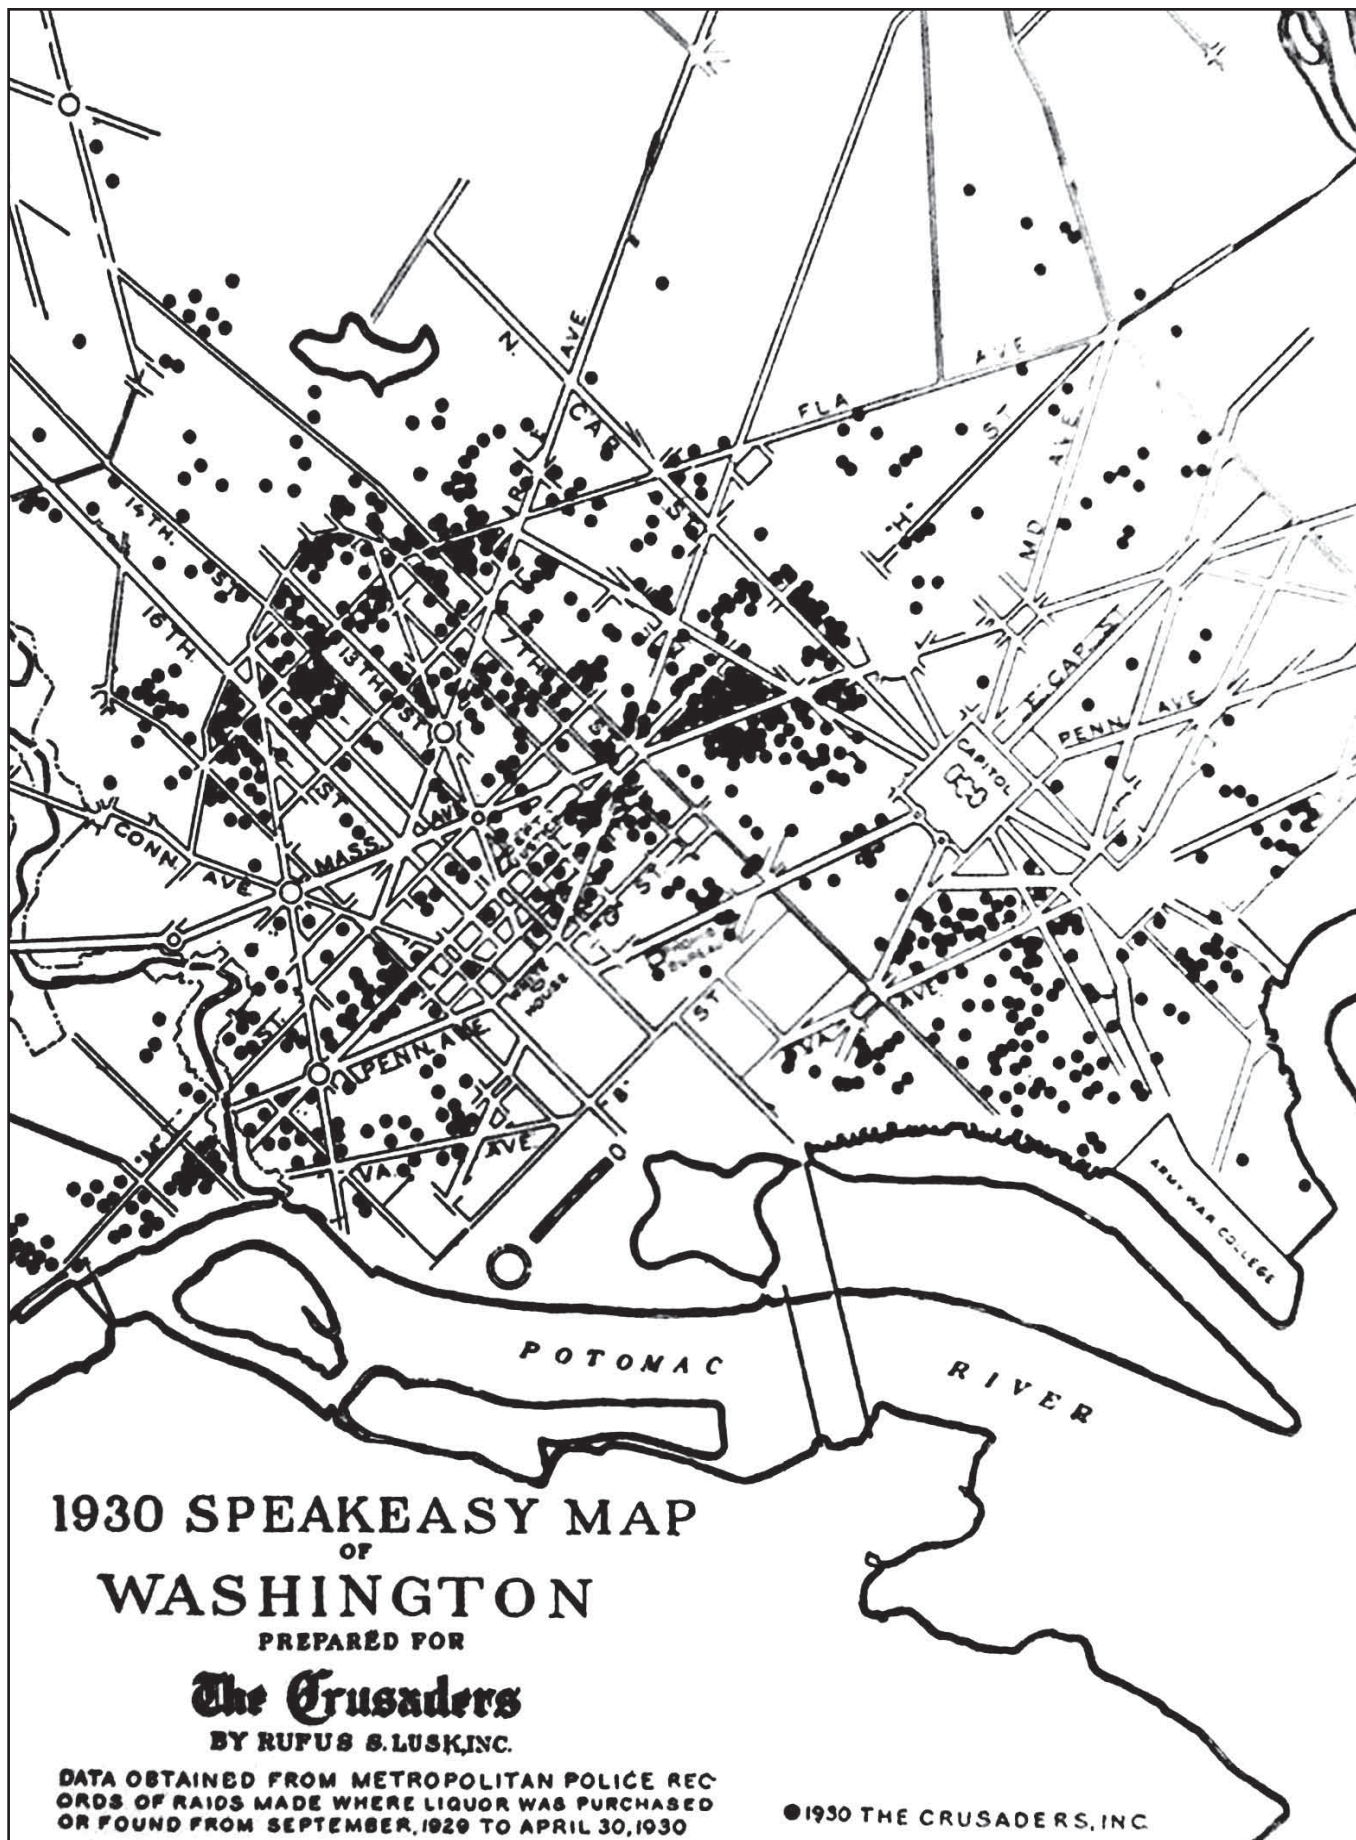 N. CAP. ST.
AVE.
FLA. AVE
"H" ST.
MD. AVE.
14TH. ST.
16TH.
13TH ST.
7TH ST
E. CAP. S
PENN. AVE
CAPITOL
CONN. AVE
MASS. AVE
ST
ST.
WHITE HOUSE
PENN. AVE
ST.
VA. AVE.
"B" ST
VA. AVE.
ARMY WAR COLLEGE
POTOMAC RIVER
1930 SPEAKEASY MAP
OF
WASHINGTON
PREPARED FOR
The Crusaders
BY RUFUS S. LUSK, INC.
DATA OBTAINED FROM METROPOLITAN POLICE REC-
ORDS OF RAIDS MADE WHERE LIQUOR WAS PURCHASED
OR FOUND FROM SEPTEMBER, 1929 TO APRIL 30, 1930
1930 THE CRUSADERS, INC